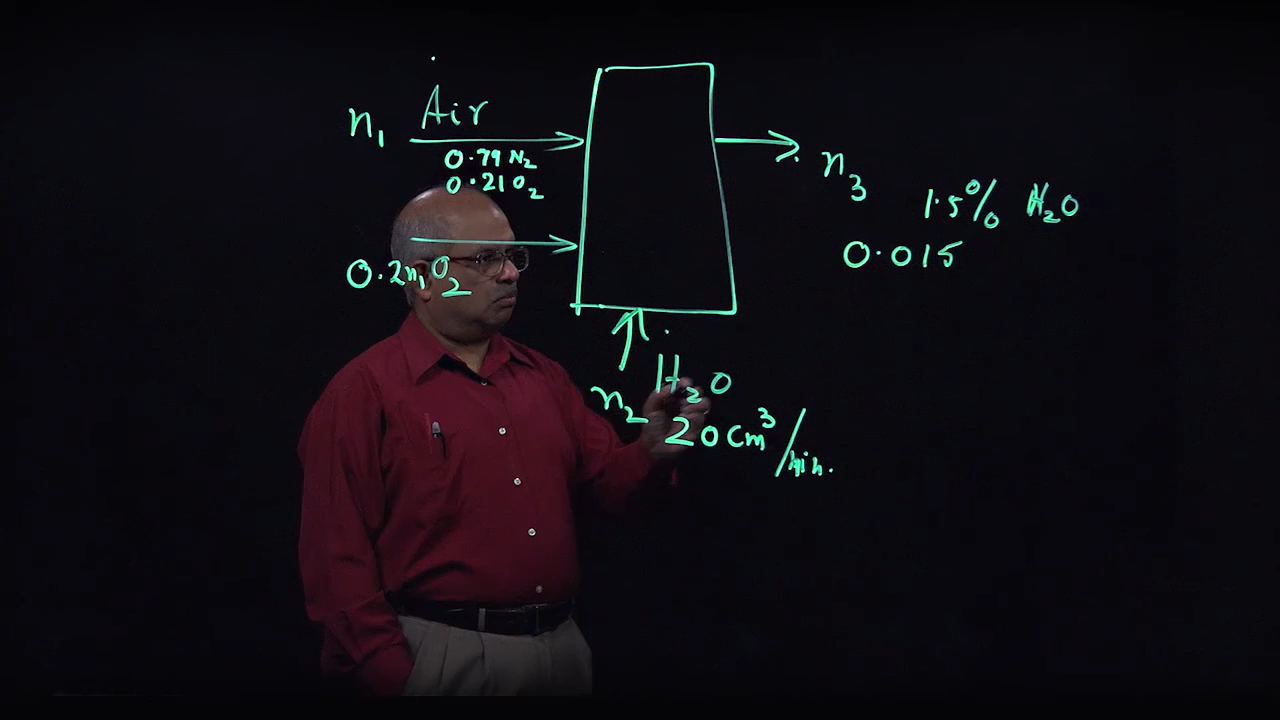 n₁ Air
0.79 N₂
0.21 O₂
n₃ 1.5% H₂O
0.015
0.2n₁ O₂
H₂O
n₂ 20 cm³/min.